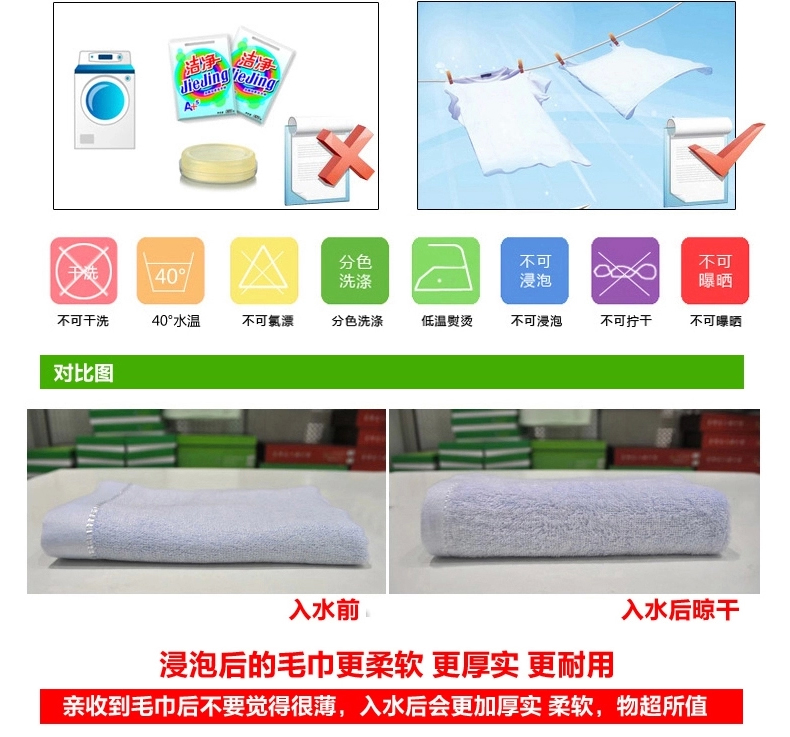 洁净
Jieding
A+5
洁净
Jieding
干洗
40°
分色
洗涤
不可
浸泡
不可
曝晒
不可干洗
40°水温
不可氯漂
分色洗涤
低温熨烫
不可浸泡
不可拧干
不可曝晒
对比图
入水前
入水后晾干
浸泡后的毛巾更柔软 更厚实 更耐用
亲收到毛巾后不要觉得很薄，入水后会更加厚实 柔软，物超所值